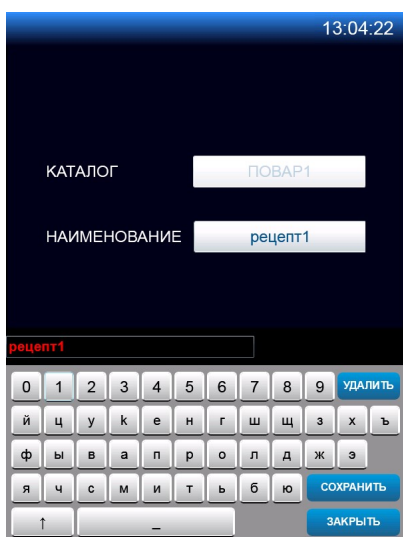 13:04:22
КАТАЛОГ ПОВАР1
НАИМЕНОВАНИЕ рецепт1
рецепт1
0 1 2 3 4 5 6 7 8 9 УДАЛИТЬ
й ц у k е н г ш щ з х ъ
ф ы в а п р о л д ж э
я ч с м и т ь б ю СОХРАНИТЬ
↑ _ ЗАКРЫТЬ